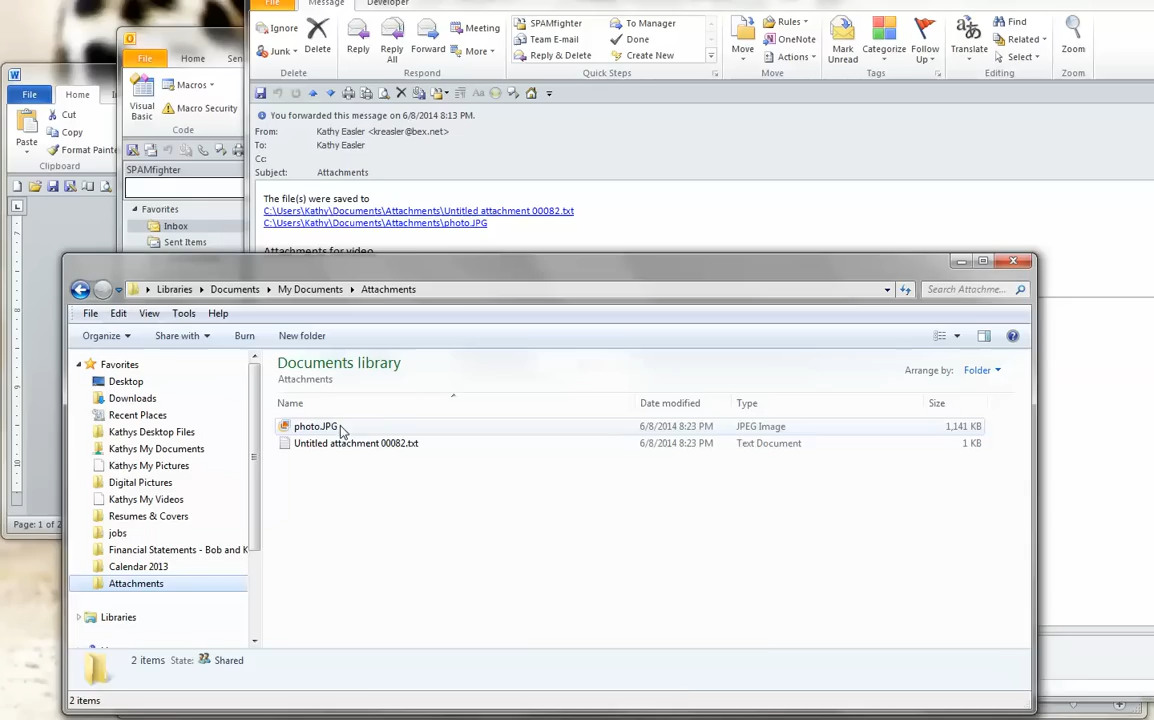 File
Message
Developer
Ignore
Junk
Delete
Delete
Reply
Reply All
Forward
Meeting
More
Respond
SPAMfighter
Team E-mail
Reply & Delete
To Manager
Done
Create New
Quick Steps
Move
Rules
OneNote
Actions
Move
Mark Unread
Categorize
Follow Up
Tags
Translate
Find
Related
Select
Editing
Zoom
Zoom
You forwarded this message on 6/8/2014 8:13 PM.
From: Kathy Easler <kreasler@bex.net>
To: Kathy Easler
Cc:
Subject: Attachments
The file(s) were saved to
C:\Users\Kathy\Documents\Attachments\Untitled attachment 00082.txt
C:\Users\Kathy\Documents\Attachments\photo.JPG
Attachments for video
File
Home
Visual Basic
Macros
Macro Security
Code
SPAMfighter
Favorites
Inbox
Sent Items
W
File
Home
Paste
Cut
Copy
Format Painte
Clipboard
Page: 1 of 2
Libraries
Documents
My Documents
Attachments
Search Attachme...
File Edit View Tools Help
Organize Share with Burn New folder
Favorites
Desktop
Downloads
Recent Places
Kathys Desktop Files
Kathys My Documents
Kathys My Pictures
Digital Pictures
Kathys My Videos
Resumes & Covers
jobs
Financial Statements - Bob and K
Calendar 2013
Attachments
Libraries
Documents library
Attachments
Arrange by: Folder
Name Date modified Type Size
photo.JPG 6/8/2014 8:23 PM JPEG Image 1,141 KB
Untitled attachment 00082.txt 6/8/2014 8:23 PM Text Document 1 KB
2 items State: Shared
2 items